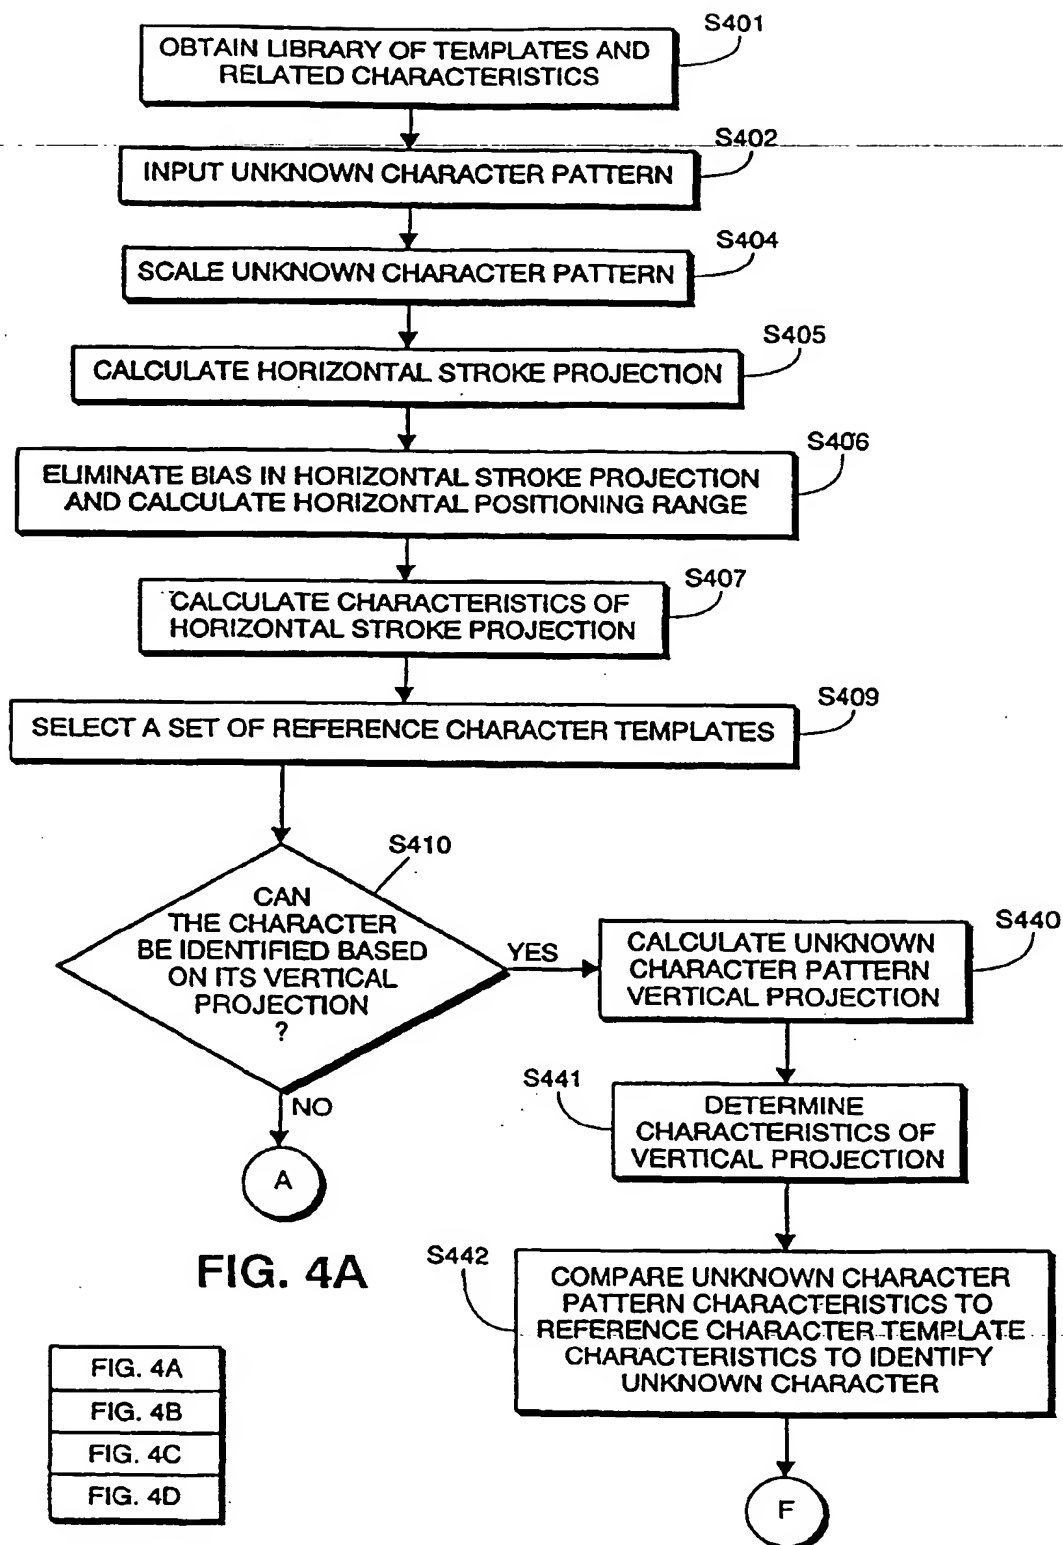 S401
OBTAIN LIBRARY OF TEMPLATES AND
RELATED CHARACTERISTICS
S402
INPUT UNKNOWN CHARACTER PATTERN
S404
SCALE UNKNOWN CHARACTER PATTERN
S405
CALCULATE HORIZONTAL STROKE PROJECTION
S406
ELIMINATE BIAS IN HORIZONTAL STROKE PROJECTION
AND CALCULATE HORIZONTAL POSITIONING RANGE
S407
CALCULATE CHARACTERISTICS OF
HORIZONTAL STROKE PROJECTION
S409
SELECT A SET OF REFERENCE CHARACTER TEMPLATES
S410
CAN
THE CHARACTER
BE IDENTIFIED BASED
ON ITS VERTICAL
PROJECTION
?
YES
NO
A
S440
CALCULATE UNKNOWN
CHARACTER PATTERN
VERTICAL PROJECTION
S441
DETERMINE
CHARACTERISTICS OF
VERTICAL PROJECTION
S442
COMPARE UNKNOWN CHARACTER
PATTERN CHARACTERISTICS TO
REFERENCE CHARACTER TEMPLATE
CHARACTERISTICS TO IDENTIFY
UNKNOWN CHARACTER
F
FIG. 4A
FIG. 4A
FIG. 4B
FIG. 4C
FIG. 4D